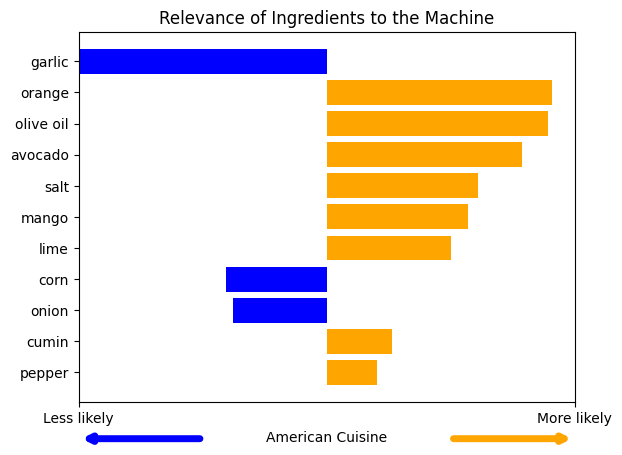 Relevance of Ingredients to the Machine
garlic
orange
olive oil
avocado
salt
mango
lime
corn
onion
cumin
pepper
Less likely
More likely
American Cuisine